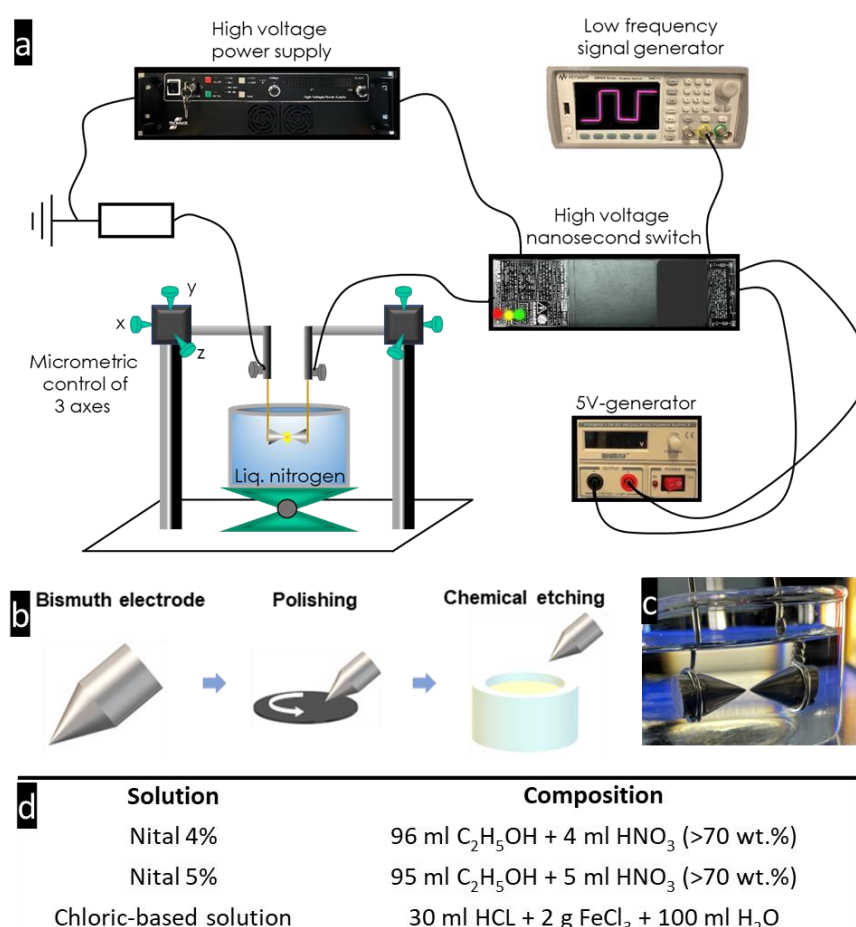 a
High voltage
power supply
Low frequency
signal generator
High voltage
nanosecond switch
y
x
z
Micrometric
control of
3 axes
5V-generator
Liq. nitrogen
b
Bismuth electrode
Polishing
Chemical etching
c
d
Solution Composition
Nital 4% 96 ml C₂H₅OH + 4 ml HNO₃ (>70 wt.%)
Nital 5% 95 ml C₂H₅OH + 5 ml HNO₃ (>70 wt.%)
Chloric-based solution 30 ml HCL + 2 g FeCl₃ + 100 ml H₂O